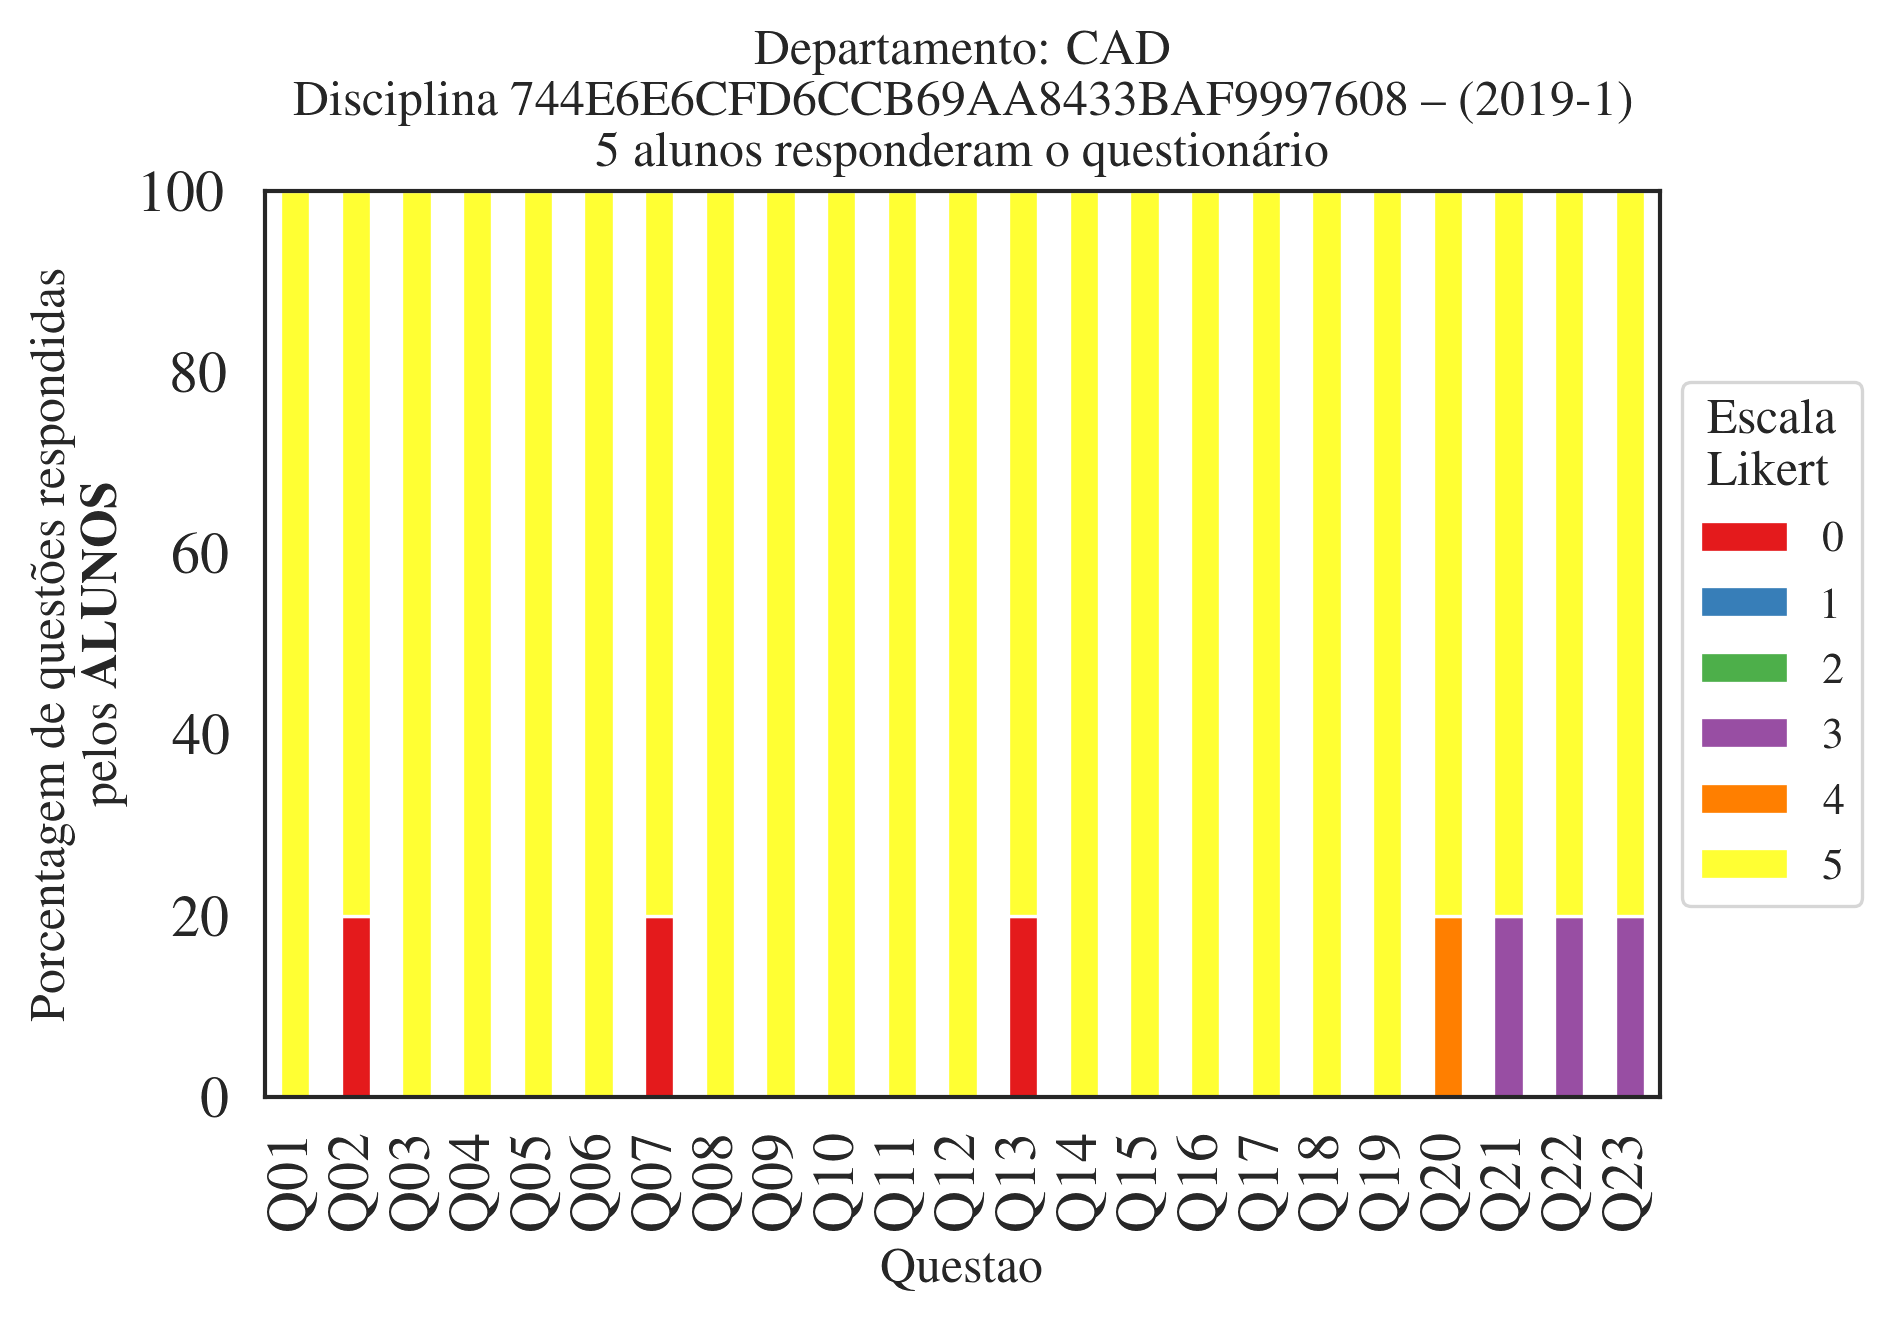 Departamento: CAD
Disciplina 744E6E6CFD6CCB69AA8433BAF9997608 – (2019-1)
5 alunos responderam o questionário
Porcentagem de questões respondidas
pelos ALUNOS
100
80
60
40
20
0
Q01
Q02
Q03
Q04
Q05
Q06
Q07
Q08
Q09
Q10
Q11
Q12
Q13
Q14
Q15
Q16
Q17
Q18
Q19
Q20
Q21
Q22
Q23
Questao
Escala
Likert
0
1
2
3
4
5